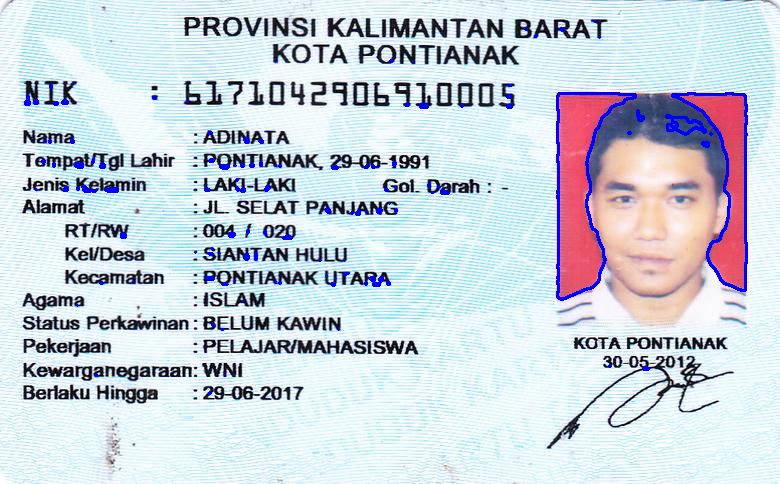 PROVINSI KALIMANTAN BARAT
KOTA PONTIANAK
NIK : 6171042906910005
Nama : ADINATA
Tempat/Tgl Lahir : PONTIANAK, 29-06-1991
Jenis Kelamin : LAKI-LAKI Gol. Darah : -
Alamat : JL. SELAT PANJANG
RT/RW : 004 / 020
Kel/Desa : SIANTAN HULU
Kecamatan : PONTIANAK UTARA
Agama : ISLAM
Status Perkawinan : BELUM KAWIN
Pekerjaan : PELAJAR/MAHASISWA
Kewarganegaraan: WNI
Berlaku Hingga : 29-06-2017
KOTA PONTIANAK
30-05-2012